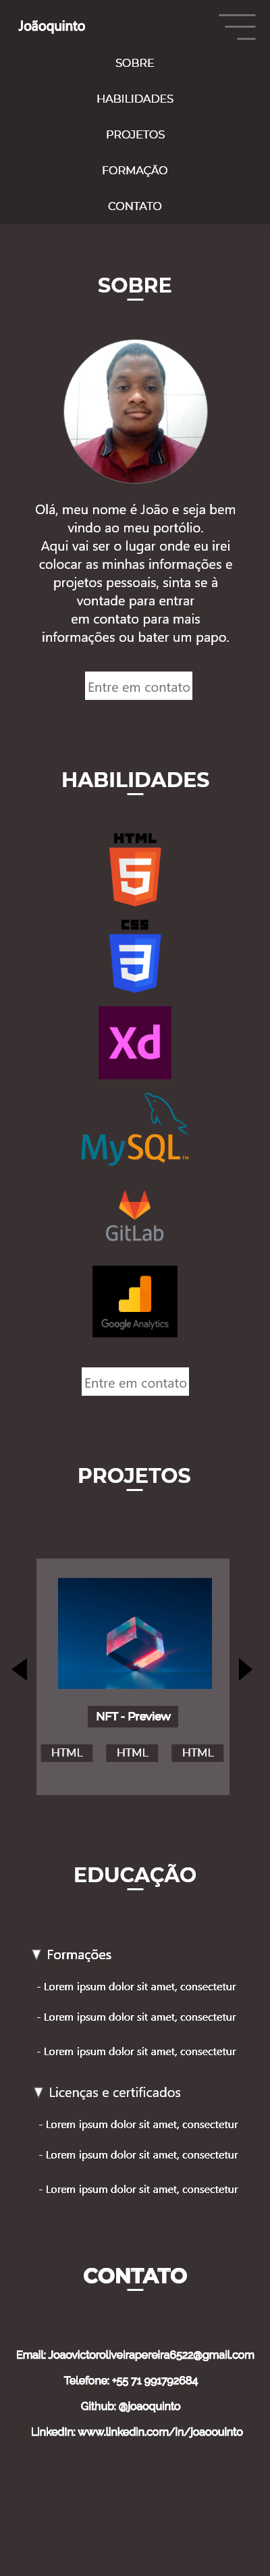 Joãoquinto
SOBRE
HABILIDADES
PROJETOS
FORMAÇÃO
CONTATO
SOBRE
Olá, meu nome é João e seja bem
vindo ao meu portólio.
Aqui vai ser o lugar onde eu irei
colocar as minhas informações e
projetos pessoais, sinta se à
vontade para entrar
em contato para mais
informações ou bater um papo.
Entre em contato
HABILIDADES
HTML
5
CSS
3
Xd
MySQL™
GitLab
Google Analytics
Entre em contato
PROJETOS
NFT - Preview
HTML HTML HTML
EDUCAÇÃO
Formações
- Lorem ipsum dolor sit amet, consectetur
- Lorem ipsum dolor sit amet, consectetur
- Lorem ipsum dolor sit amet, consectetur
Licenças e certificados
- Lorem ipsum dolor sit amet, consectetur
- Lorem ipsum dolor sit amet, consectetur
- Lorem ipsum dolor sit amet, consectetur
CONTATO
Email: Joaovictoroliveirapereira6522@gmail.com
Telefone: +55 71 991792684
Github: @joaoquinto
LinkedIn: www.linkedin.com/in/joaoouinto